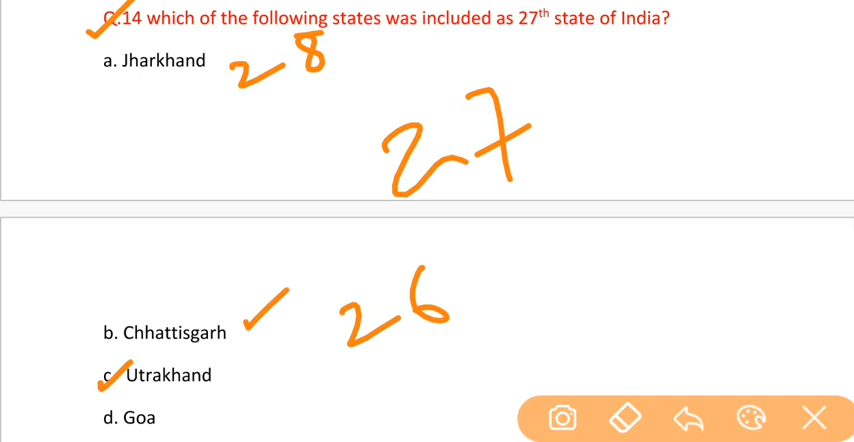 Q.14 which of the following states was included as 27th state of India?
a. Jharkhand
28
27
26
b. Chhattisgarh
c. Utrakhand
d. Goa